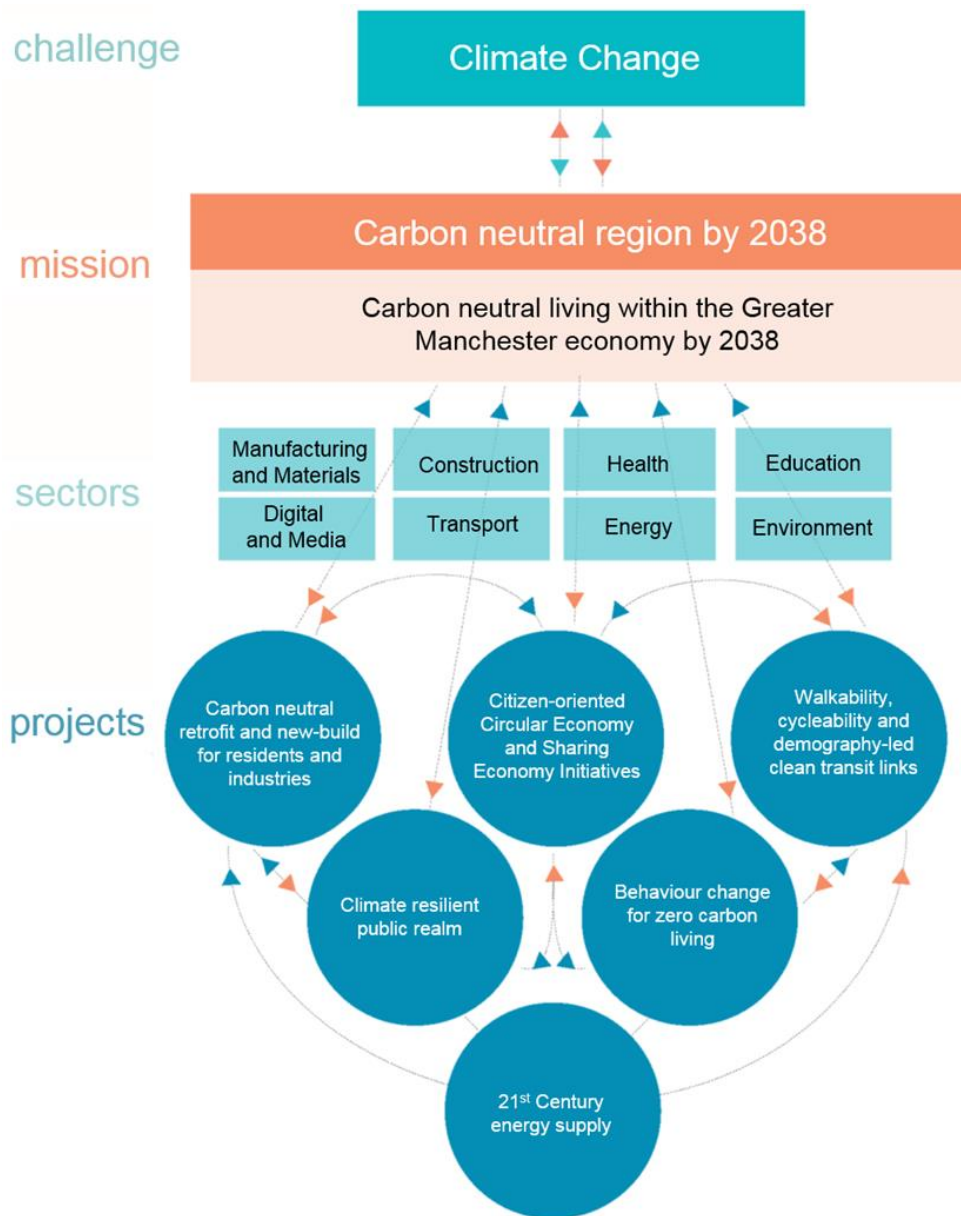 challenge
Climate Change
mission
Carbon neutral region by 2038
Carbon neutral living within the Greater
Manchester economy by 2038
sectors
Manufacturing
and Materials
Construction
Health
Education
Digital
and Media
Transport
Energy
Environment
projects
Carbon neutral
retrofit and new-build
for residents and
industries
Citizen-oriented
Circular Economy
and Sharing
Economy Initiatives
Walkability,
cycleability and
demography-led
clean transit links
Climate resilient
public realm
Behaviour change
for zero carbon
living
21st Century
energy supply